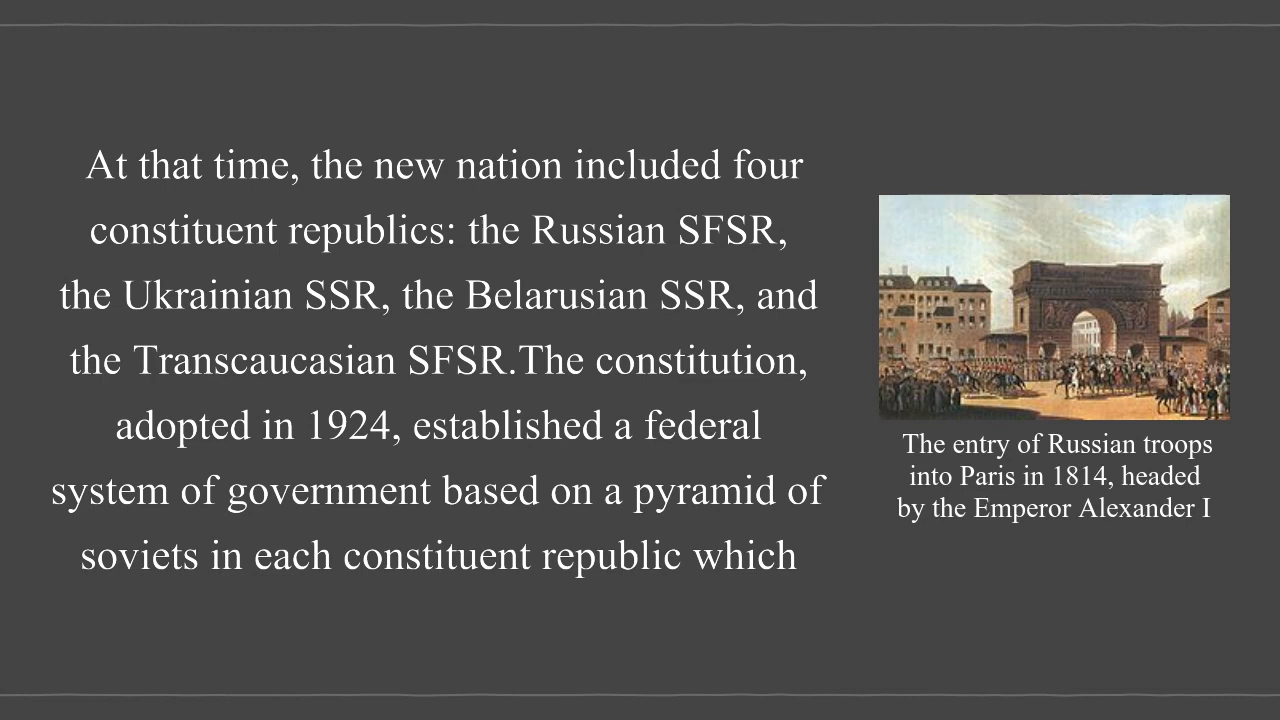 At that time, the new nation included four
constituent republics: the Russian SFSR,
the Ukrainian SSR, the Belarusian SSR, and
the Transcaucasian SFSR.The constitution,
adopted in 1924, established a federal
system of government based on a pyramid of
soviets in each constituent republic which
The entry of Russian troops
into Paris in 1814, headed
by the Emperor Alexander I